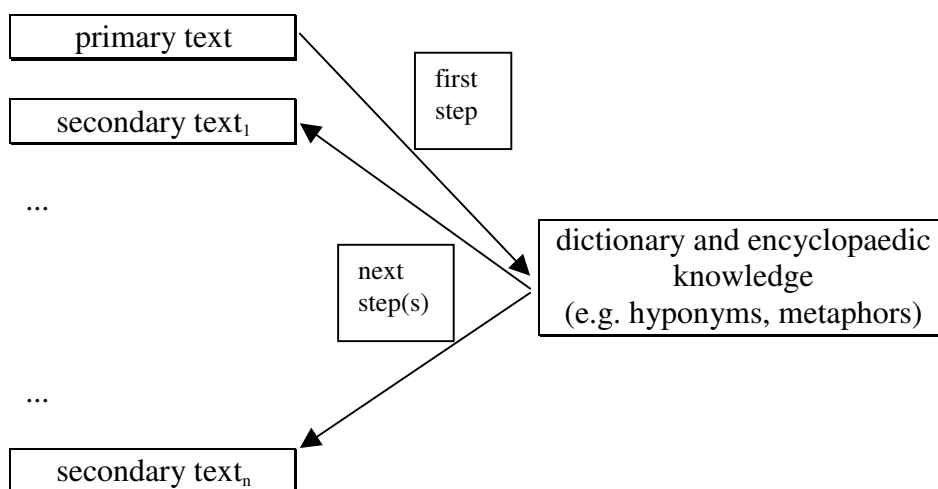 primary text
first
step
secondary text₁
...
dictionary and encyclopaedic
knowledge
(e.g. hyponyms, metaphors)
next
step(s)
...
secondary textₙ